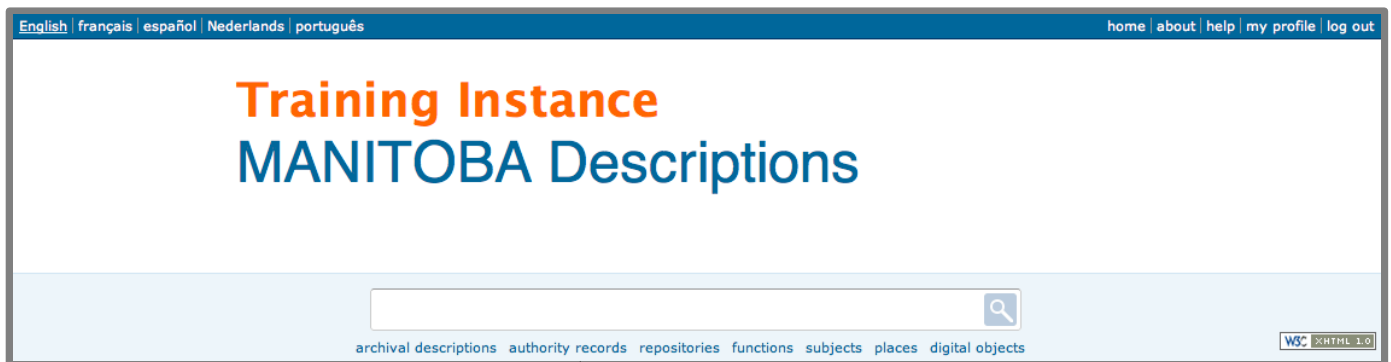 English français español Nederlands português home about help my profile log out
Training Instance
MANITOBA Descriptions
archival descriptions authority records repositories functions subjects places digital objects
W3C XHTML 1.0